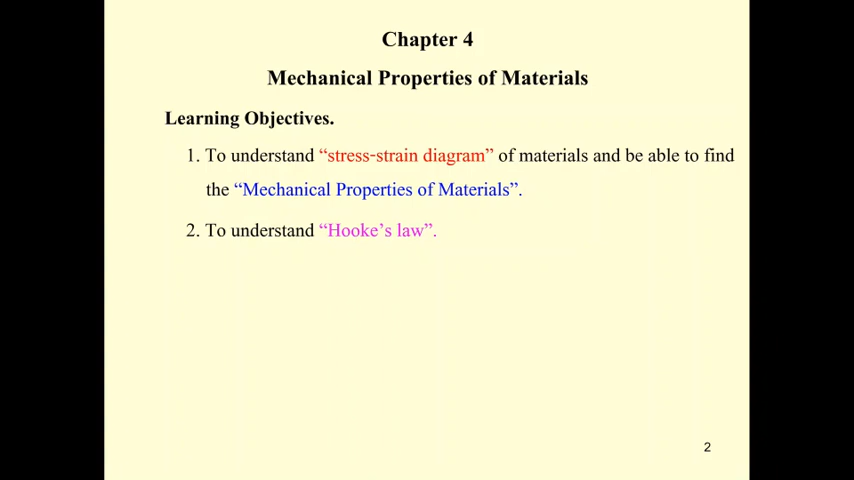 Chapter 4
Mechanical Properties of Materials
Learning Objectives.
1. To understand “stress-strain diagram” of materials and be able to find
the “Mechanical Properties of Materials”.
2. To understand “Hooke’s law”.
2